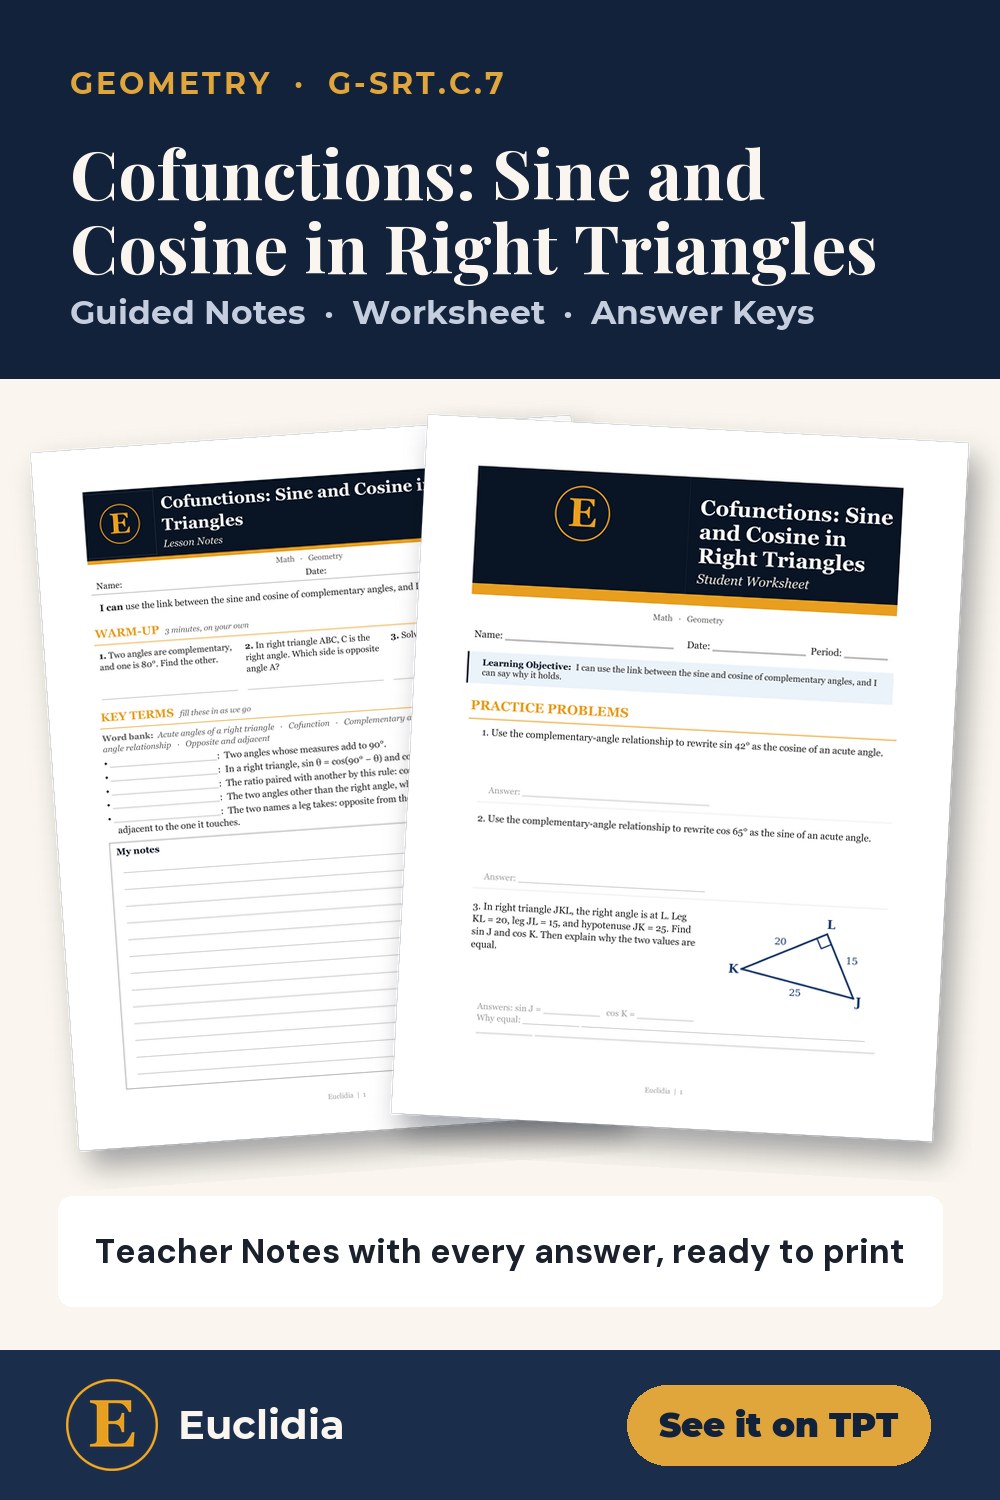 GEOMETRY · G-SRT.C.7
Cofunctions: Sine and
Cosine in Right Triangles
Guided Notes · Worksheet · Answer Keys
E
Cofunctions: Sine and Cosine in
Triangles
Lesson Notes
Math · Geometry
Name:
Date:
I can use the link between the sine and cosine of complementary angles, and I
WARM-UP 3 minutes, on your own
1. Two angles are complementary,
and one is 80°. Find the other.
2. In right triangle ABC, C is the
right angle. Which side is opposite
angle A?
3. Solv
KEY TERMS fill these in as we go
Word bank: Acute angles of a right triangle · Cofunction · Complementary a
angle relationship · Opposite and adjacent
• : Two angles whose measures add to 90°.
• : In a right triangle, sin θ = cos(90° − θ) and co
• : The ratio paired with another by this rule: co
• : The two angles other than the right angle, wh
• : The two names a leg takes: opposite from the
adjacent to the one it touches.
My notes
Euclidia | 1
E
Cofunctions: Sine
and Cosine in
Right Triangles
Student Worksheet
Math · Geometry
Name: Date: Period:
Learning Objective: I can use the link between the sine and cosine of complementary angles, and I
can say why it holds.
PRACTICE PROBLEMS
1. Use the complementary-angle relationship to rewrite sin 42° as the cosine of an acute angle.
Answer:
2. Use the complementary-angle relationship to rewrite cos 65° as the sine of an acute angle.
Answer:
3. In right triangle JKL, the right angle is at L. Leg
KL = 20, leg JL = 15, and hypotenuse JK = 25. Find
sin J and cos K. Then explain why the two values are
equal.
L
20
15
K
25
J
Answers: sin J = cos K =
Why equal:
Euclidia | 1
Teacher Notes with every answer, ready to print
E
Euclidia
See it on TPT